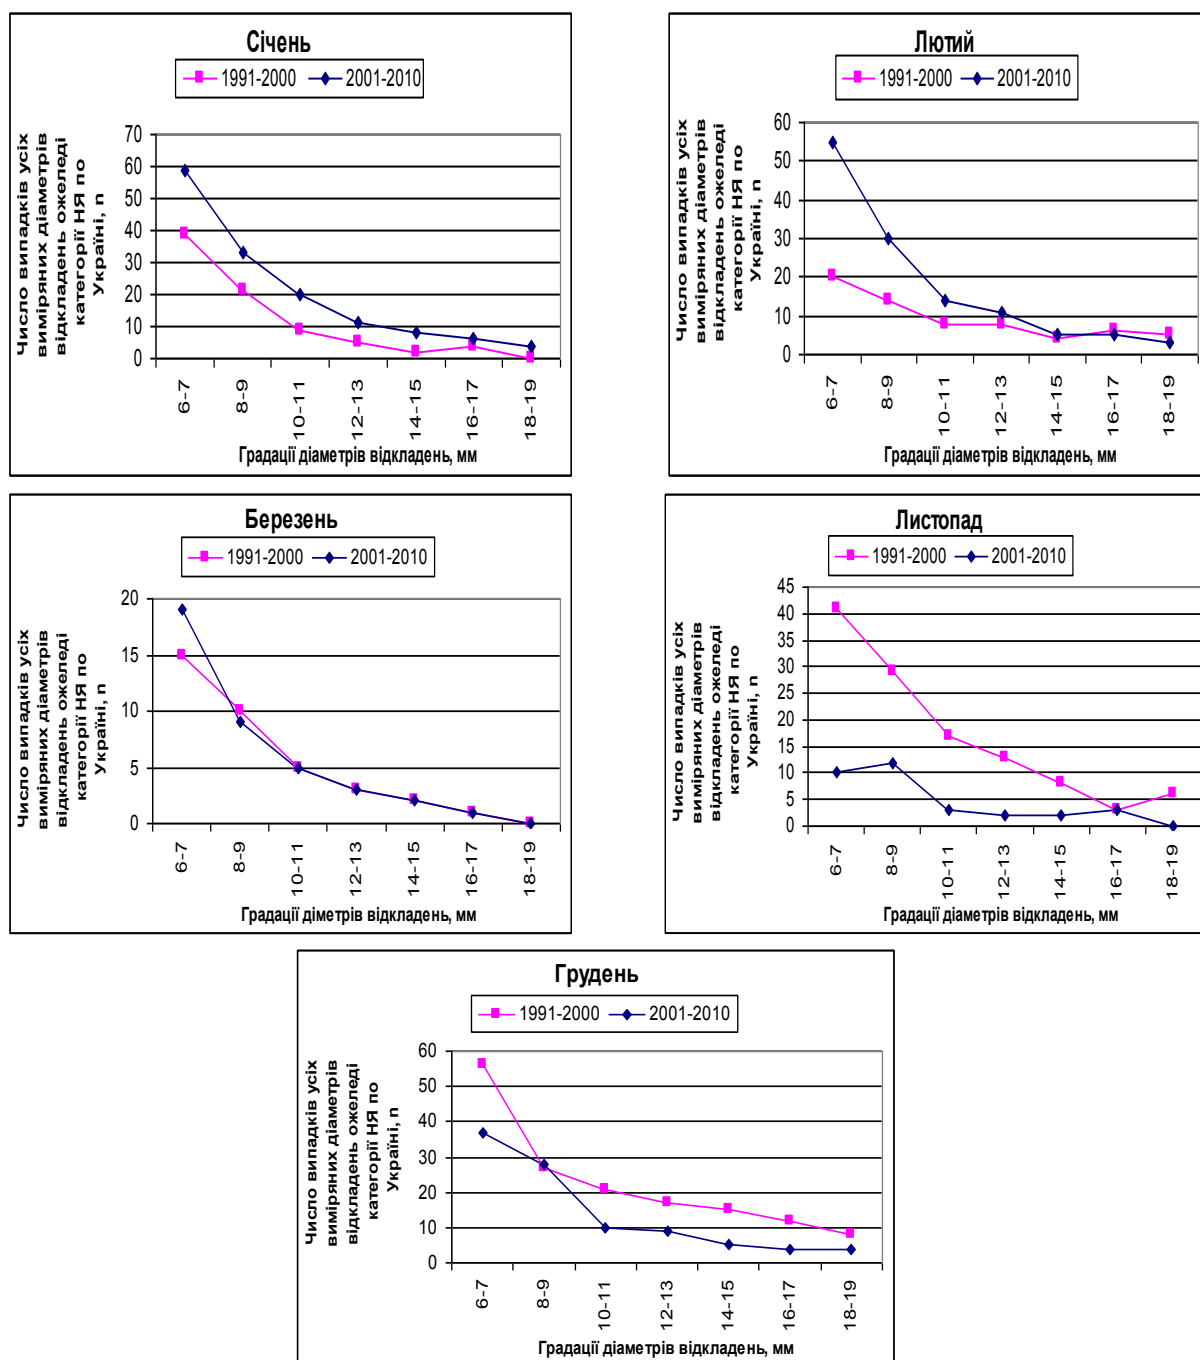 Січень
1991-2000 2001-2010
Число випадків усіх
виміряних діаметрів
відкладень ожеледі
категорії НЯ по
Україні, n
70
60
50
40
30
20
10
0
6-7 8-9 10-11 12-13 14-15 16-17 18-19
Градації діаметрів відкладень, мм
Лютий
1991-2000 2001-2010
Число випадків усіх
виміряних діаметрів
відкладень ожеледі
категорії НЯ по
Україні, n
60
50
40
30
20
10
0
6-7 8-9 10-11 12-13 14-15 16-17 18-19
Градації діаметрів відкладень, мм
Березень
1991-2000 2001-2010
Число випадків усіх
виміряних діаметрів
відкладень ожеледі
категорії НЯ по
Україні, n
20
15
10
5
0
6-7 8-9 10-11 12-13 14-15 16-17 18-19
Градації діметрів відкладень, мм
Листопад
1991-2000 2001-2010
Число випадків усіх
виміряних діаметрів
відкладень ожеледі
категорії НЯ по
Україні, n
45
40
35
30
25
20
15
10
5
0
6-7 8-9 10-11 12-13 14-15 16-17 18-19
Градації діаметрів відкладень, мм
Грудень
1991-2000 2001-2010
Число випадків усіх
виміряних діаметрів
відкладень ожеледі
категорії НЯ по
Україні, n
60
50
40
30
20
10
0
6-7 8-9 10-11 12-13 14-15 16-17 18-19
Градації діаметрів відкладень, мм